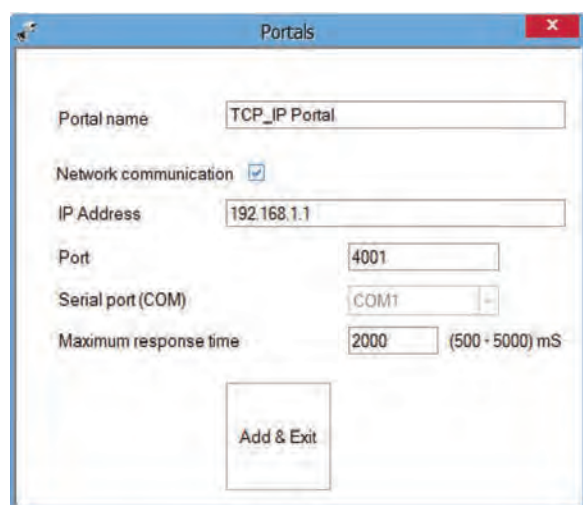 Portals
Portal name TCP_IP Portal
Network communication
IP Address 192.168.1.1
Port 4001
Serial port (COM) COM1
Maximum response time 2000 (500 - 5000) mS
Add & Exit